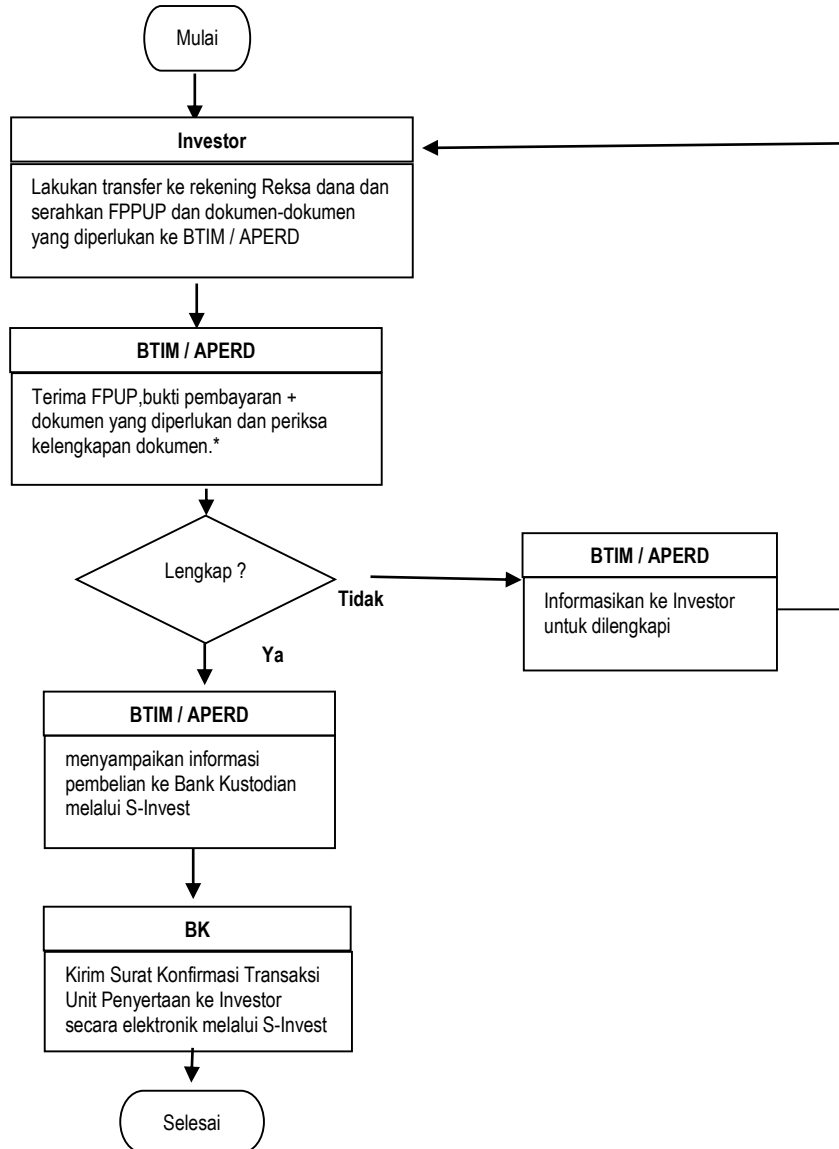 Mulai
Investor
Lakukan transfer ke rekening Reksa dana dan
serahkan FPPUP dan dokumen-dokumen
yang diperlukan ke BTIM / APERD
BTIM / APERD
Terima FPUP,bukti pembayaran +
dokumen yang diperlukan dan periksa
kelengkapan dokumen.*
Lengkap ?
Tidak
BTIM / APERD
Informasikan ke Investor
untuk dilengkapi
Ya
BTIM / APERD
menyampaikan informasi
pembelian ke Bank Kustodian
melalui S-Invest
BK
Kirim Surat Konfirmasi Transaksi
Unit Penyertaan ke Investor
secara elektronik melalui S-Invest
Selesai